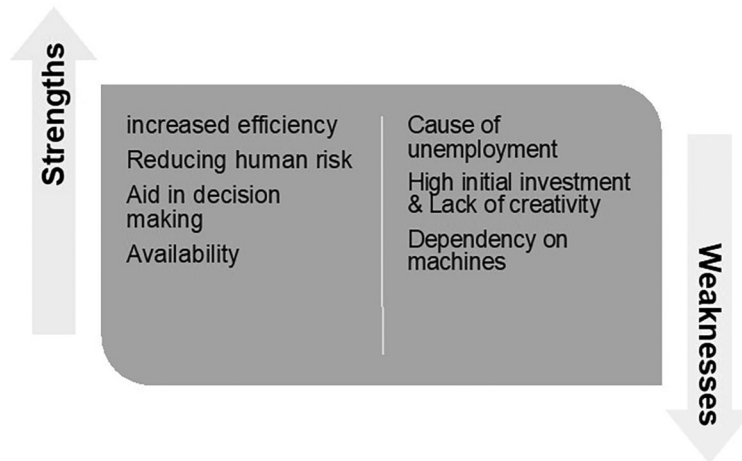 Strengths
increased efficiency
Reducing human risk
Aid in decision
making
Availability
Cause of
unemployment
High initial investment
& Lack of creativity
Dependency on
machines
Weaknesses